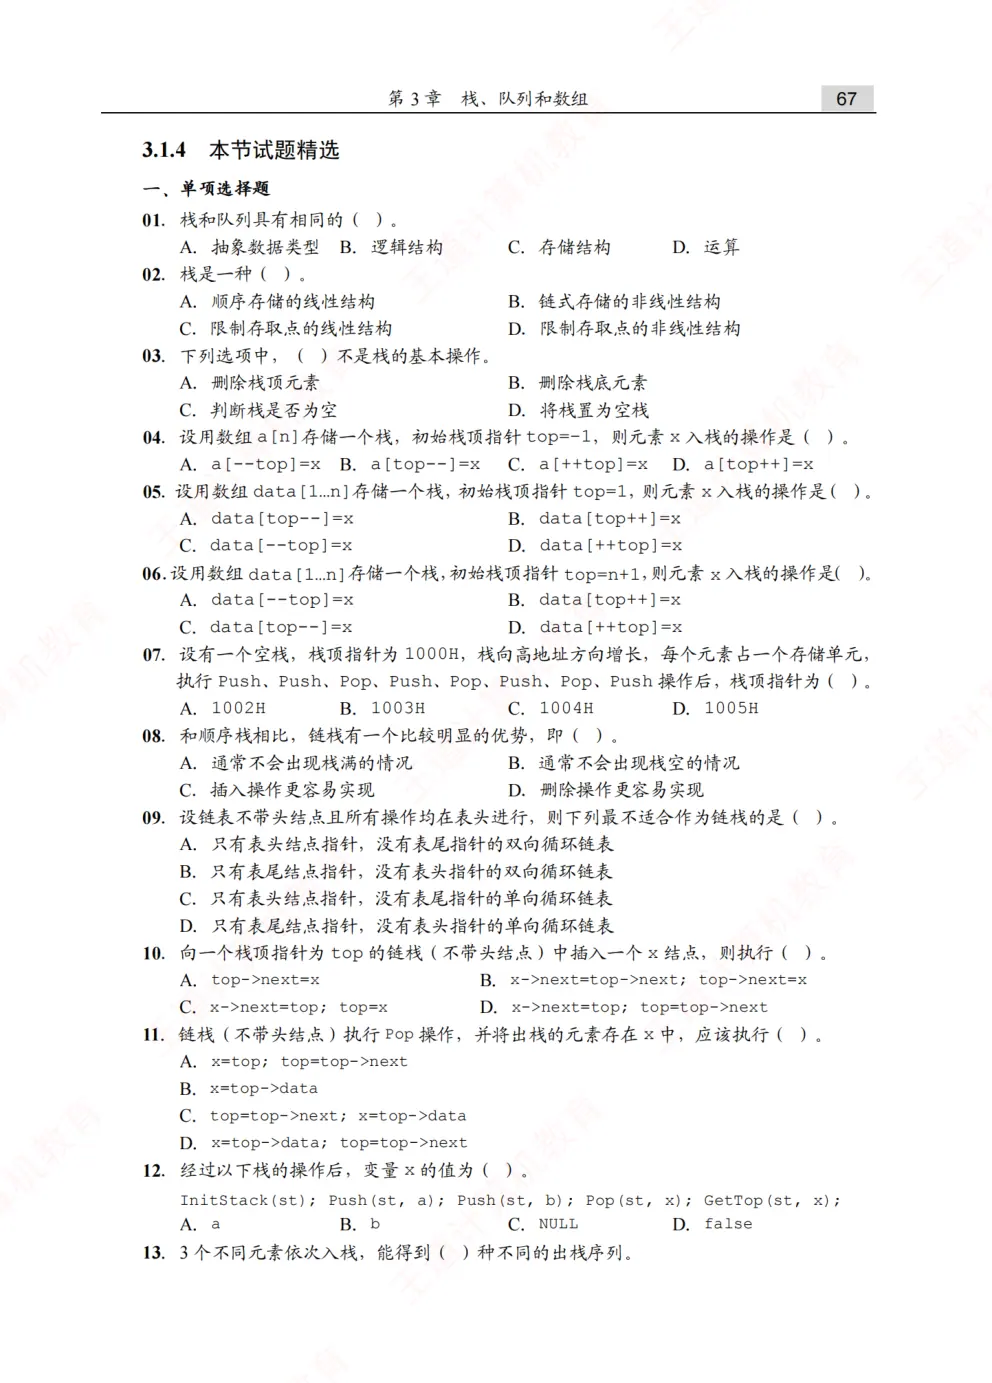 第 3 章 栈、队列和数组 67
3.1.4 本节试题精选
一、单项选择题
01. 栈和队列具有相同的（ ）。
A. 抽象数据类型 B. 逻辑结构 C. 存储结构 D. 运算
02. 栈是一种（ ）。
A. 顺序存储的线性结构 B. 链式存储的非线性结构
C. 限制存取点的线性结构 D. 限制存取点的非线性结构
03. 下列选项中，（ ）不是栈的基本操作。
A. 删除栈顶元素 B. 删除栈底元素
C. 判断栈是否为空 D. 将栈置为空栈
04. 设用数组 a[n]存储一个栈，初始栈顶指针 top=-1，则元素 x 入栈的操作是（ ）。
A. a[--top]=x B. a[top--]=x C. a[++top]=x D. a[top++]=x
05. 设用数组 data[1…n]存储一个栈，初始栈顶指针 top=1，则元素 x 入栈的操作是（ ）。
A. data[top--]=x B. data[top++]=x
C. data[--top]=x D. data[++top]=x
06. 设用数组 data[1…n]存储一个栈，初始栈顶指针 top=n+1，则元素 x 入栈的操作是（ ）。
A. data[--top]=x B. data[top++]=x
C. data[top--]=x D. data[++top]=x
07. 设有一个空栈，栈顶指针为 1000H，栈向高地址方向增长，每个元素占一个存储单元，
执行 Push、Push、Pop、Push、Pop、Push、Pop、Push 操作后，栈顶指针为（ ）。
A. 1002H B. 1003H C. 1004H D. 1005H
08. 和顺序栈相比，链栈有一个比较明显的优势，即（ ）。
A. 通常不会出现栈满的情况 B. 通常不会出现栈空的情况
C. 插入操作更容易实现 D. 删除操作更容易实现
09. 设链表不带头结点且所有操作均在表头进行，则下列最不适合作为链栈的是（ ）。
A. 只有表头结点指针，没有表尾指针的双向循环链表
B. 只有表尾结点指针，没有表头指针的双向循环链表
C. 只有表头结点指针，没有表尾指针的单向循环链表
D. 只有表尾结点指针，没有表头指针的单向循环链表
10. 向一个栈顶指针为 top 的链栈（不带头结点）中插入一个 x 结点，则执行（ ）。
A. top->next=x B. x->next=top->next; top->next=x
C. x->next=top; top=x D. x->next=top; top=top->next
11. 链栈（不带头结点）执行 Pop 操作，并将出栈的元素存在 x 中，应该执行（ ）。
A. x=top; top=top->next
B. x=top->data
C. top=top->next; x=top->data
D. x=top->data; top=top->next
12. 经过以下栈的操作后，变量 x 的值为（ ）。
InitStack(st); Push(st, a); Push(st, b); Pop(st, x); GetTop(st, x);
A. a B. b C. NULL D. false
13. 3 个不同元素依次入栈，能得到（ ）种不同的出栈序列。